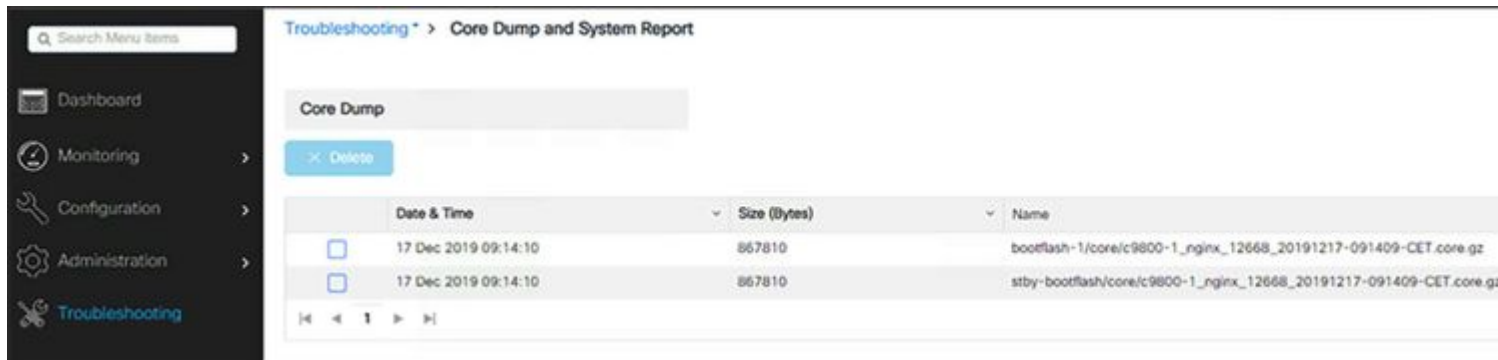 Search Menu Items
Troubleshooting > Core Dump and System Report
Dashboard
Monitoring
Configuration
Administration
Troubleshooting
Core Dump
× Delete
Date & Time Size (Bytes) Name
17 Dec 2019 09:14:10 867810 bootflash-1/core/c9800-1_nginx_12668_20191217-091409-CET.core.gz
17 Dec 2019 09:14:10 867810 stby-bootflash/core/c9800-1_nginx_12668_20191217-091409-CET.core.gz
1